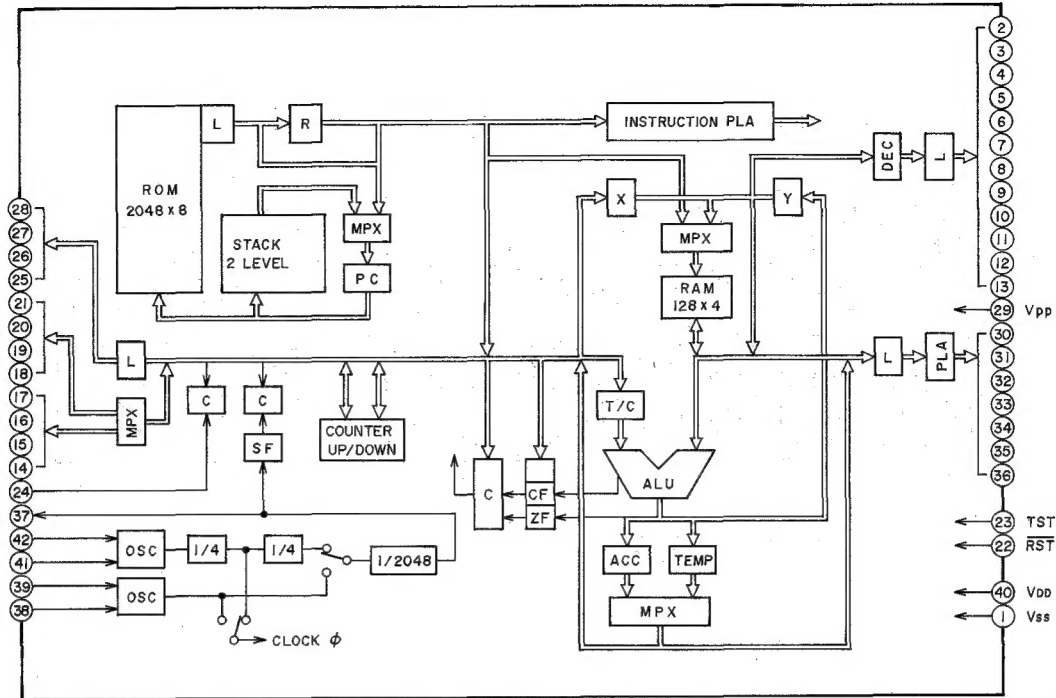 ROM
2048 x 8
L
R
INSTRUCTION PLA
STACK
2 LEVEL
MPX
PC
X
Y
MPX
RAM
128 x 4
DEC
L
2
3
4
5
6
7
8
9
10
11
12
13
29 Vpp
30
31
32
33
34
35
36
23 TST
22 RST
40 VDD
1 Vss
28
27
26
25
21
20
19
18
17
16
15
14
24
37
42
41
39
38
L
MPX
C
C
SF
COUNTER
UP/DOWN
T/C
ALU
C
CF
ZF
L
PLA
ACC
TEMP
MPX
OSC
1/4
1/4
1/2048
OSC
CLOCK ϕ